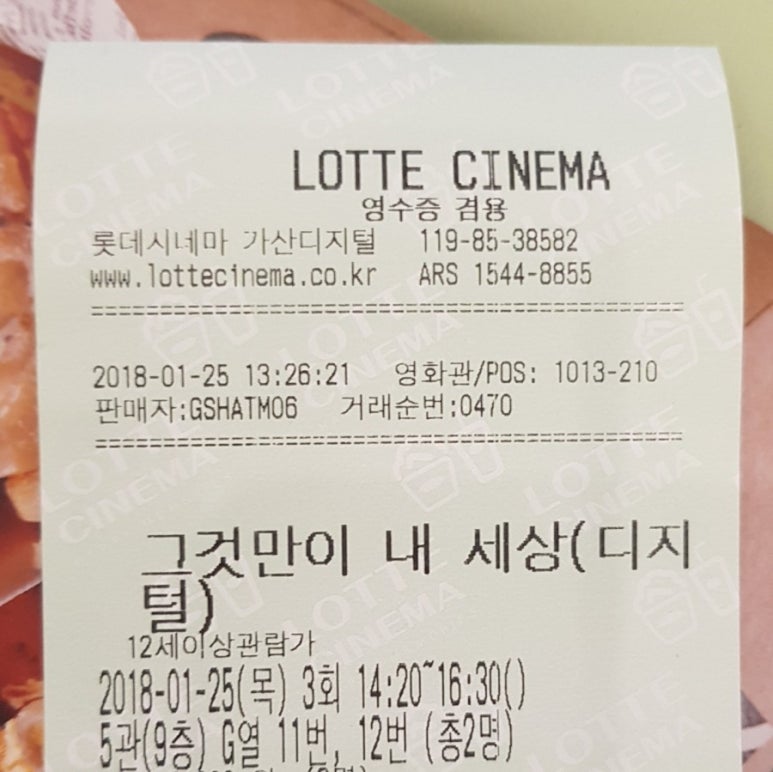 LOTTE CINEMA
영수증 겸용
롯데시네마 가산디지털 119-85-38582
www.lottecinema.co.kr ARS 1544-8855
2018-01-25 13:26:21 영화관/POS: 1013-210
판매자:GSHATM06 거래순번:0470
그것만이 내 세상(디지
털)
12세이상관람가
2018-01-25(목) 3회 14:20~16:30()
5관(9층) G열 11번, 12번 (총2명)